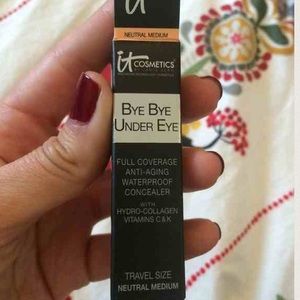 it
NEUTRAL MEDIUM
it
COSMETICS
BYE BYE
UNDER EYE
FULL COVERAGE
ANTI-AGING
WATERPROOF
CONCEALER
WITH
HYDRO-COLLAGEN
VITAMINS C & K
TRAVEL SIZE
NEUTRAL MEDIUM